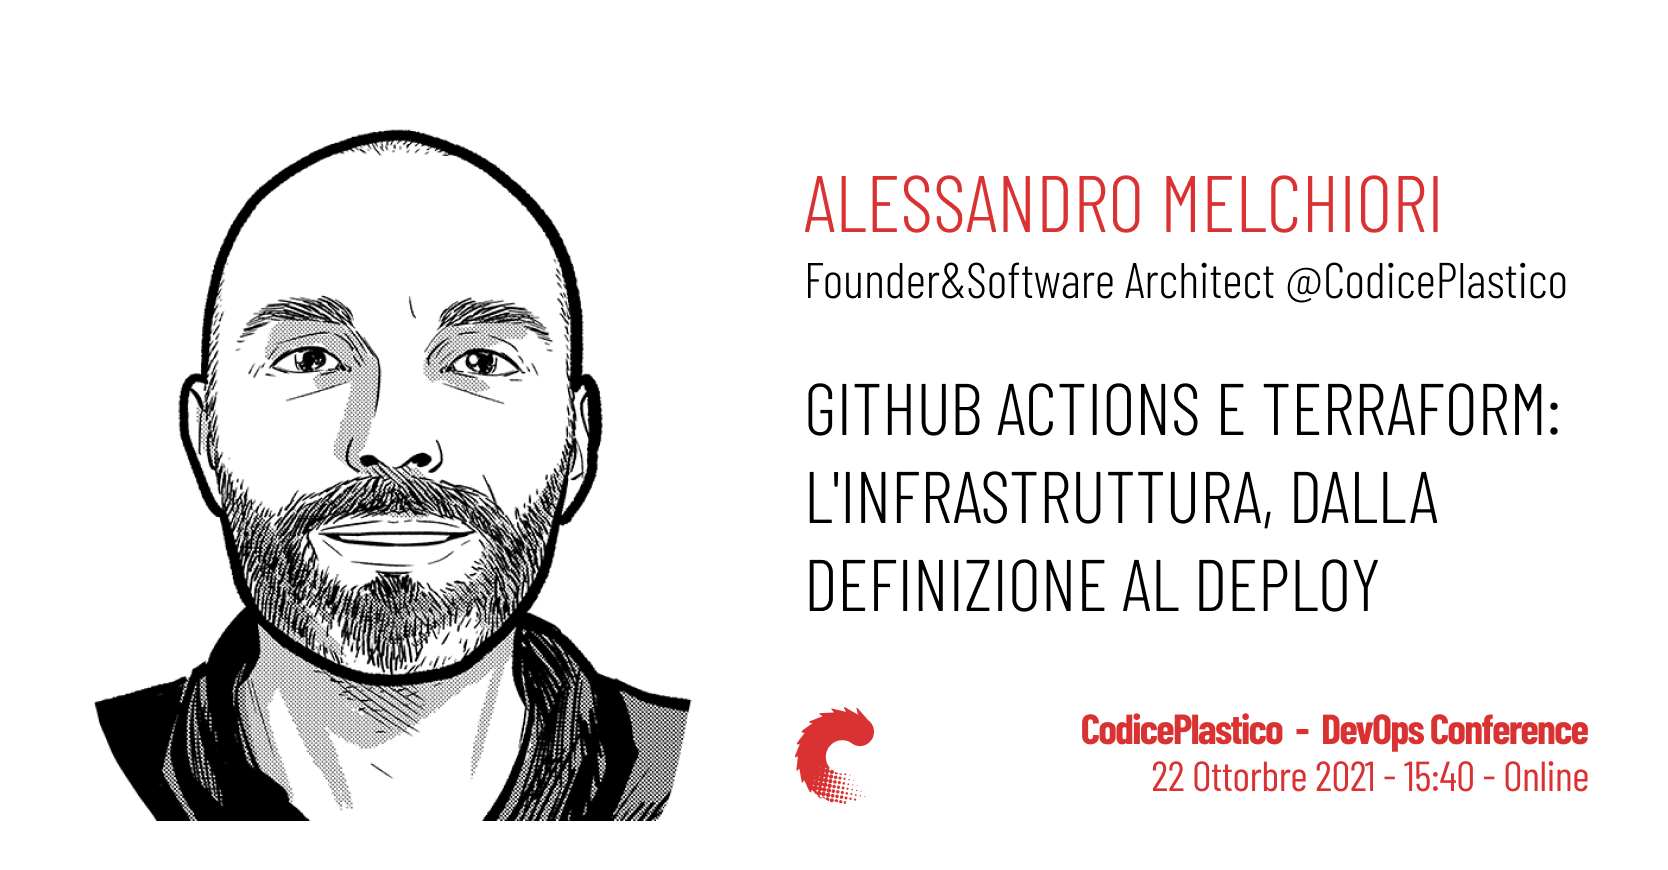 ALESSANDRO MELCHIORI
Founder&Software Architect @CodicePlastico
GITHUB ACTIONS E TERRAFORM:
L'INFRASTRUTTURA, DALLA
DEFINIZIONE AL DEPLOY
CodicePlastico - DevOps Conference
22 Ottorbre 2021 - 15:40 - Online